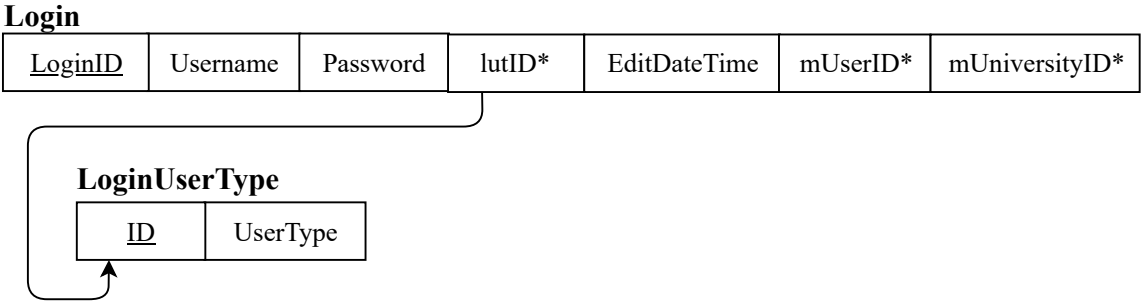 Login
LoginID Username Password lutID* EditDateTime mUserID* mUniversityID*
LoginUserType
ID UserType